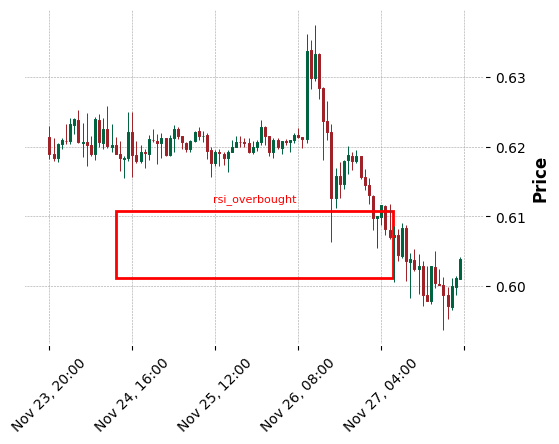 0.63
0.62
rsi_overbought
0.61
0.60
Price
Nov 23, 20:00
Nov 24, 16:00
Nov 25, 12:00
Nov 26, 08:00
Nov 27, 04:00